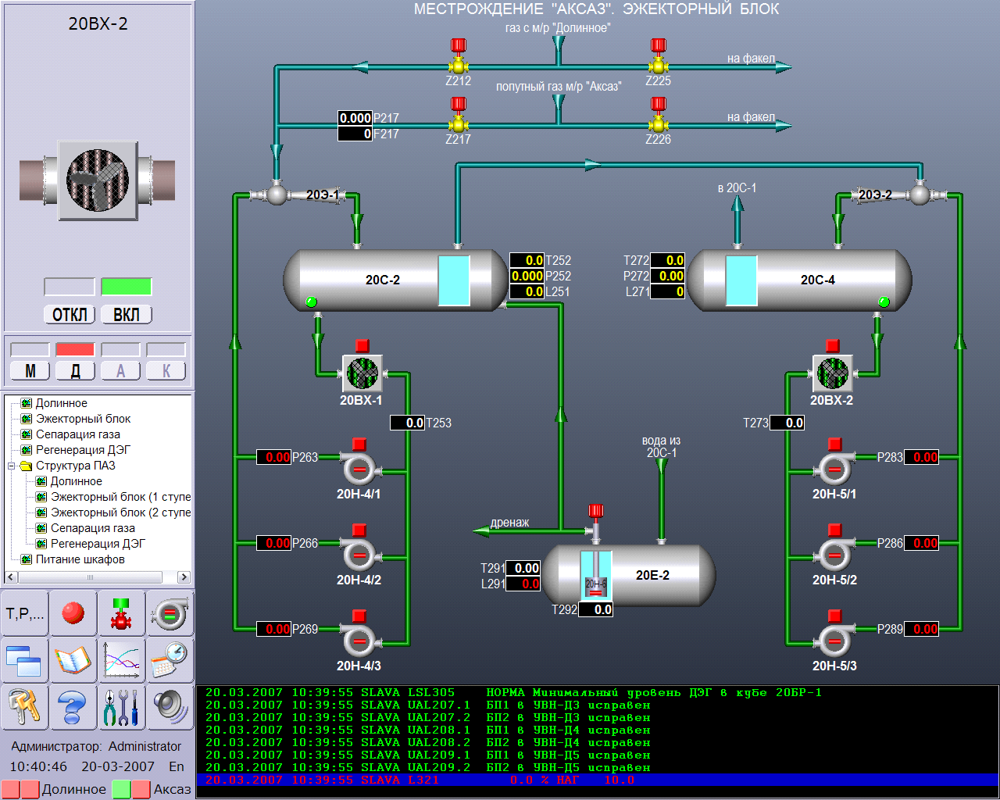 20ВХ-2
ОТКЛ ВКЛ
М Д А К
Долинное
Эжекторный блок
Сепарация газа
Регенерация ДЭГ
Структура ПАЗ
Долинное
Эжекторный блок (1 ступе
Эжекторный блок (2 ступе
Сепарация газа
Регенерация ДЭГ
Питание шкафов
T,P,...
Администратор: Administrator
10:40:46 20-03-2007 En
Долинное Аксаз
МЕСТРОЖДЕНИЕ "АКСАЗ". ЭЖЕКТОРНЫЙ БЛОК
газ с м/р "Долинное"
на факел
Z212 Z225
попутный газ м/р "Аксаз"
0.000 P217
0 F217
на факел
Z217 Z226
20Э-1
в 20С-1
20Э-2
20С-2
0.0 T252
0.000 P252
0.0 L251
T272 0.0
P272 0.00
L271 0
20С-4
20ВХ-1
20ВХ-2
0.0 T253
T273 0.0
вода из
20С-1
0.00 P263
20Н-4/1
P283 0.00
20Н-5/1
дренаж
0.00 P266
20Н-4/2
P286 0.00
20Н-5/2
T291 0.00
L291 0.0
20Н-6
20Е-2
T292 0.0
0.00 P269
20Н-4/3
P289 0.00
20Н-5/3
20.03.2007 10:39:55 SLAVA LSL305 НОРМА Минимальный уровень ДЭГ в кубе 20БР-1
20.03.2007 10:39:55 SLAVA UAL207.1 БП1 в УВН-Д3 исправен
20.03.2007 10:39:55 SLAVA UAL207.2 БП2 в УВН-Д3 исправен
20.03.2007 10:39:55 SLAVA UAL208.1 БП1 в УВН-Д4 исправен
20.03.2007 10:39:55 SLAVA UAL208.2 БП2 в УВН-Д4 исправен
20.03.2007 10:39:55 SLAVA UAL209.1 БП1 в УВН-Д5 исправен
20.03.2007 10:39:55 SLAVA UAL209.2 БП2 в УВН-Д5 исправен
20.03.2007 10:39:55 SLAVA L321 0.0 % НАГ 10.0